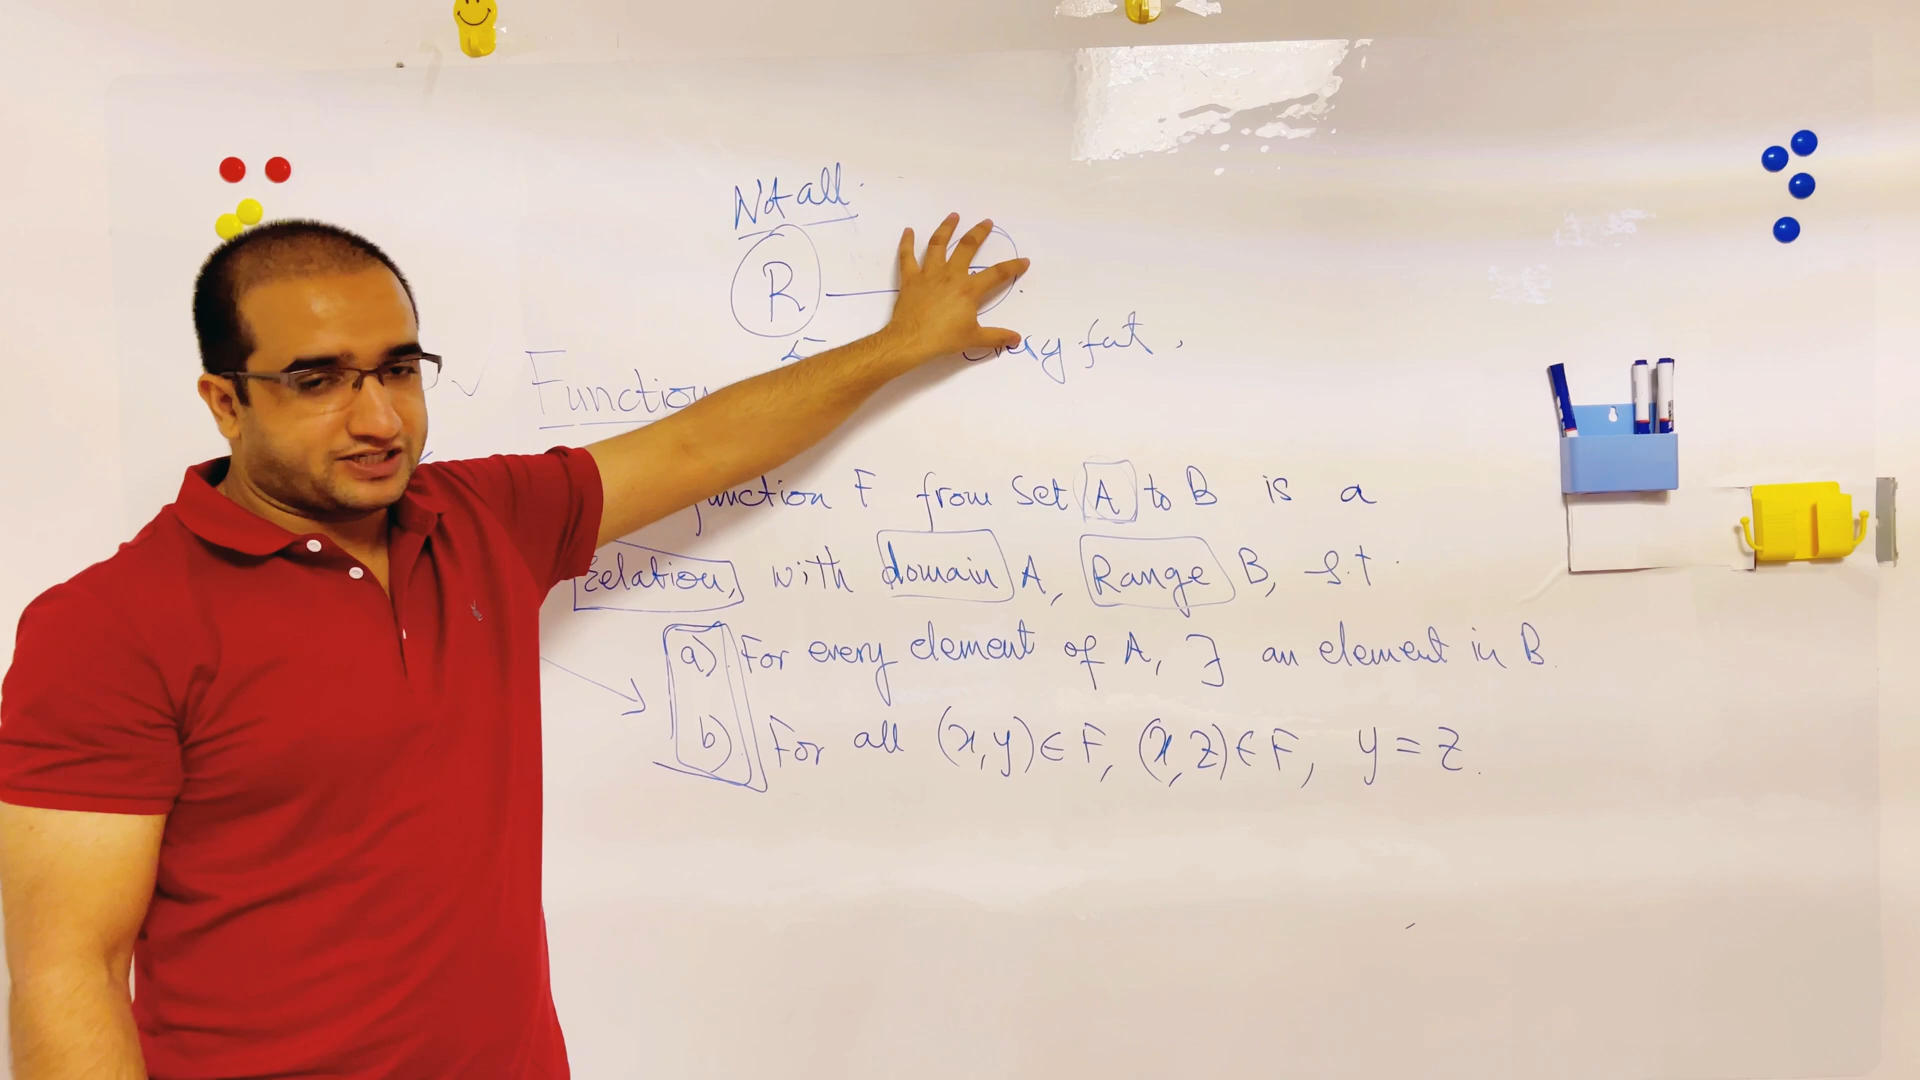 Not all.
R
Every fat.
Function
function F from Set A to B is a
Relation, with domain A, Range B, s.t.
a) For every element of A, ∃ an element in B.
b) For all (x,y)∈F, (x,z)∈F, y=z.